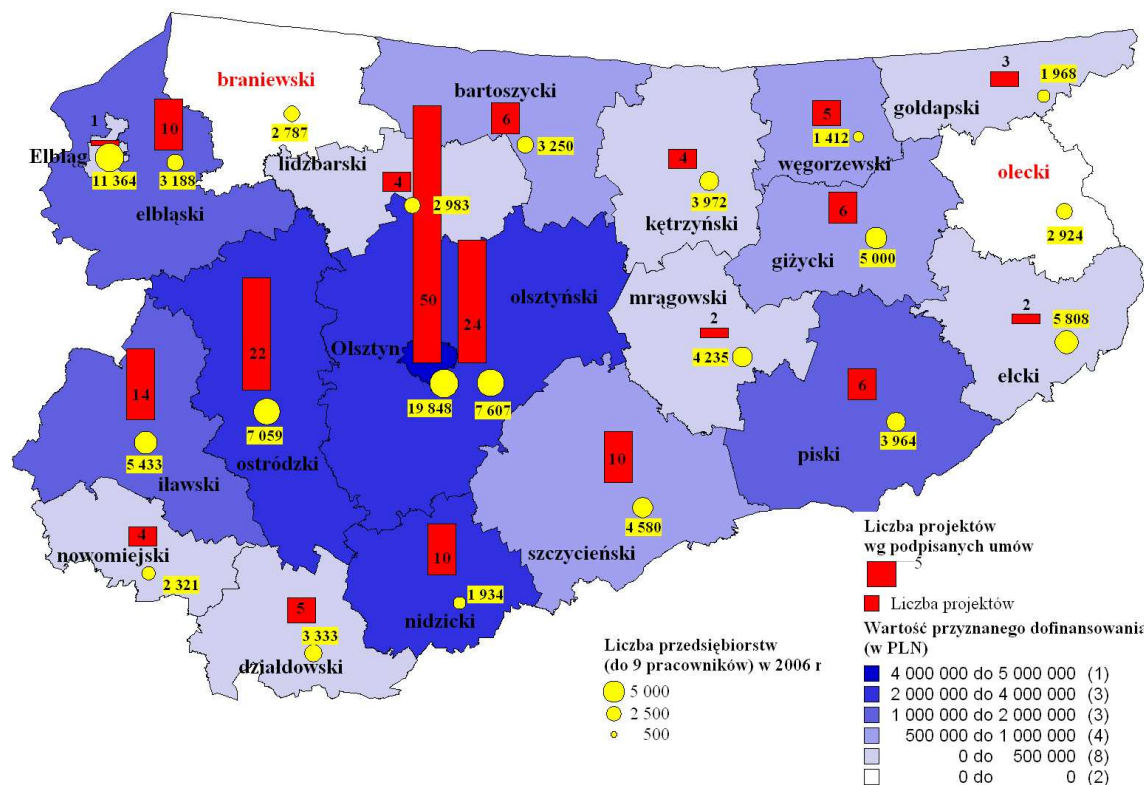 braniewski
2 787
bartoszycki
6
3 250
3
1 968
gołdapski
5
1 412
węgorzewski
1
Elbląg
11 364
10
3 188
elbląski
lidzbarski
4
2 983
4
3 972
kętrzyński
olecki
2 924
6
5 000
giżycki
mrągowski
2
4 235
2
5 808
ełcki
50
24
olsztyński
Olsztyn
19 848
7 607
22
7 059
ostródzki
14
5 433
iławski
6
3 964
piski
10
4 580
szczycieński
4
nowomiejski
2 321
10
1 934
nidzicki
5
3 333
działdowski
Liczba przedsiębiorstw
(do 9 pracowników) w 2006 r
5 000
2 500
500
Liczba projektów
wg podpisanych umów
5
Liczba projektów
Wartość przyznanego dofinansowania
(w PLN)
4 000 000 do 5 000 000 (1)
2 000 000 do 4 000 000 (3)
1 000 000 do 2 000 000 (3)
500 000 do 1 000 000 (4)
0 do 500 000 (8)
0 do 0 (2)